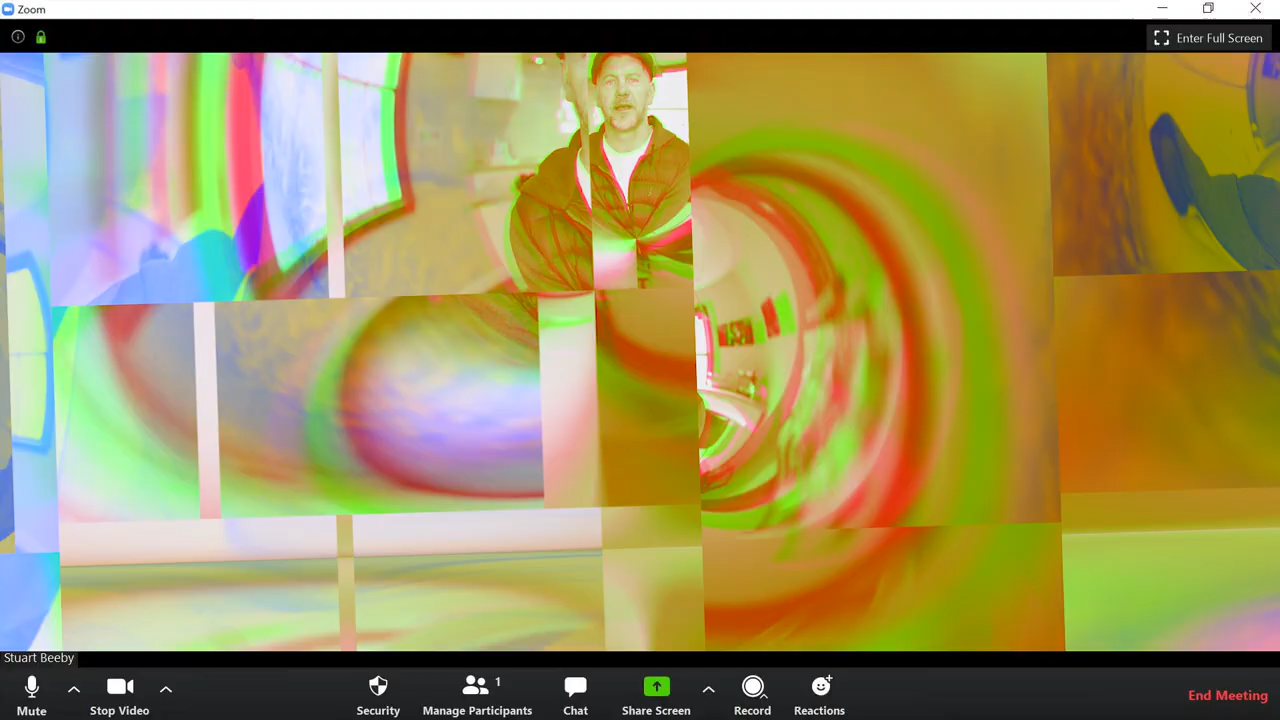 Zoom
Enter Full Screen
Stuart Beeby
Mute
Stop Video
Security
Manage Participants
1
Chat
Share Screen
Record
Reactions
End Meeting